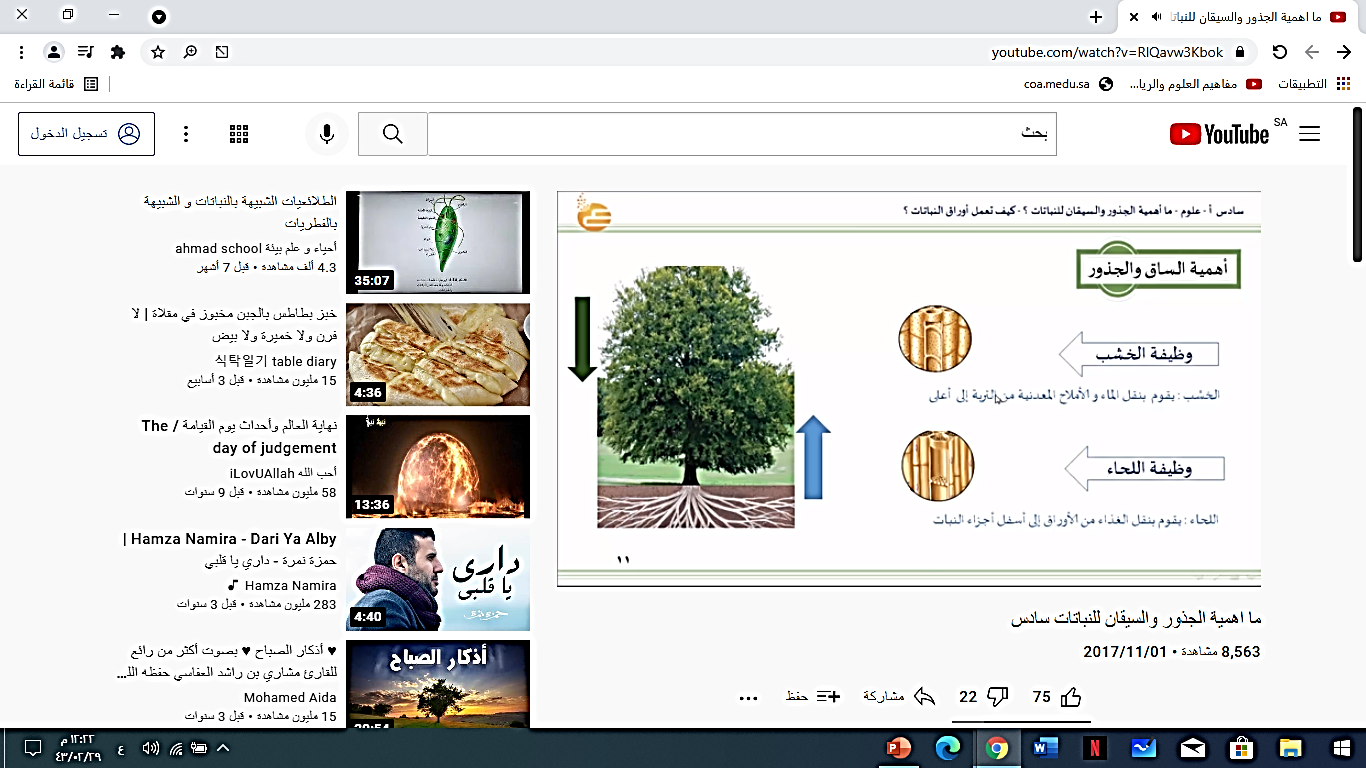 ما اهمية الجذور والسيقان للنباتا
youtube.com/watch?v=RlQavw3Kbok
التطبيقات
مفاهيم العلوم والريا...
coa.medu.sa
قائمة القراءة
YouTube SA
بحث
تسجيل الدخول
سادس أ - علوم - ما أهمية الجذور والسيقان للنباتات ؟ - كيف تعمل أوراق النباتات ؟
أهمية الساق والجذور
وظيفة الخشب
الخشب : يقوم بنقل الماء و الأملاح المعدنية من التربة إلى أعلى
وظيفة اللحاء
اللحاء : يقوم بنقل الغذاء من الأوراق إلى أسفل أجزاء النبات
١١
ما اهمية الجذور والسيقان للنباتات سادس
8,563 مشاهدة • 2017/11/01
75
22
مشاركة
حفظ
الطلائعيات الشبيهة بالنباتات و الشبيهة
بالفطريات
أحياء و علم بيئة ahmad school
4.3 ألف مشاهدة • قبل 7 أشهر
35:07
خبز بطاطس بالجبن مخبوز في مقلاة | لا
فرن ولا خميرة ولا بيض
식탁일기 table diary
15 مليون مشاهدة • قبل 3 أسابيع
4:36
نهاية العالم وأحداث يوم القيامة / The
day of judgement
أحب الله iLovUAllah
58 مليون مشاهدة • قبل 9 سنوات
13:36
Hamza Namira - Dari Ya Alby |
حمزة نمرة - داري يا قلبي
Hamza Namira
283 مليون مشاهدة • قبل 3 سنوات
دارى
يا قلبي
4:40
♥ أذكار الصباح ♥ بصوت أكثر من رائع
للقارئ مشاري بن راشد العفاسي حفظه الل...
Mohamed Aida
15 مليون مشاهدة • قبل 3 سنوات
أذكار الصباح
١٢:٢٢ م
٤٣/٠٢/٢٩
ع